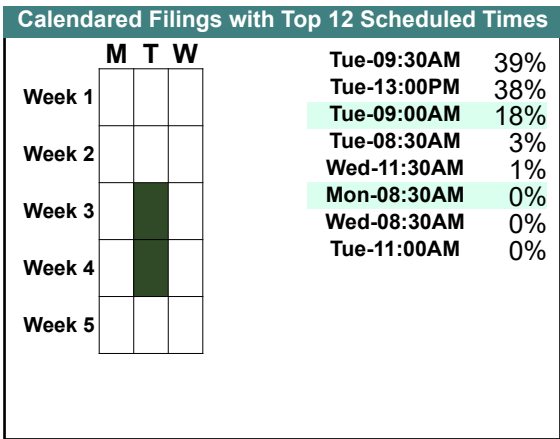 Calendared Filings with Top 12 Scheduled Times
M T W
Week 1
Week 2
Week 3
Week 4
Week 5
Tue-09:30AM 39%
Tue-13:00PM 38%
Tue-09:00AM 18%
Tue-08:30AM 3%
Wed-11:30AM 1%
Mon-08:30AM 0%
Wed-08:30AM 0%
Tue-11:00AM 0%